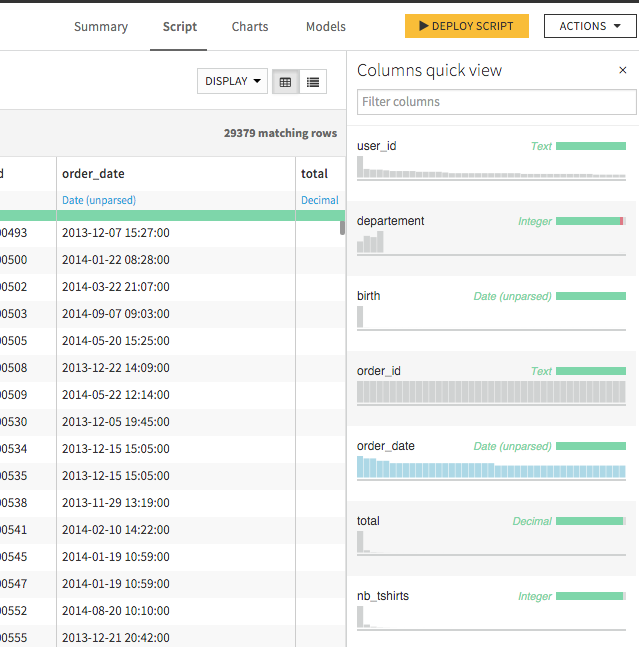 Summary Script Charts Models DEPLOY SCRIPT ACTIONS
DISPLAY
29379 matching rows
d order_date total
Date (unparsed) Decimal
00493 2013-12-07 15:27:00
00500 2014-01-22 08:28:00
00502 2014-03-22 21:07:00
00503 2014-09-07 09:03:00
00505 2014-05-20 15:25:00
00508 2013-12-22 14:09:00
00509 2014-05-22 12:14:00
00530 2013-12-05 19:45:00
00534 2013-12-15 15:05:00
00535 2013-12-15 15:05:00
00538 2013-11-29 13:19:00
00541 2014-02-10 14:22:00
00545 2014-01-19 10:59:00
00547 2014-01-19 10:59:00
00552 2014-08-20 10:10:00
00555 2013-12-21 20:42:00
Columns quick view ×
Filter columns
user_id Text
departement Integer
birth Date (unparsed)
order_id Text
order_date Date (unparsed)
total Decimal
nb_tshirts Integer